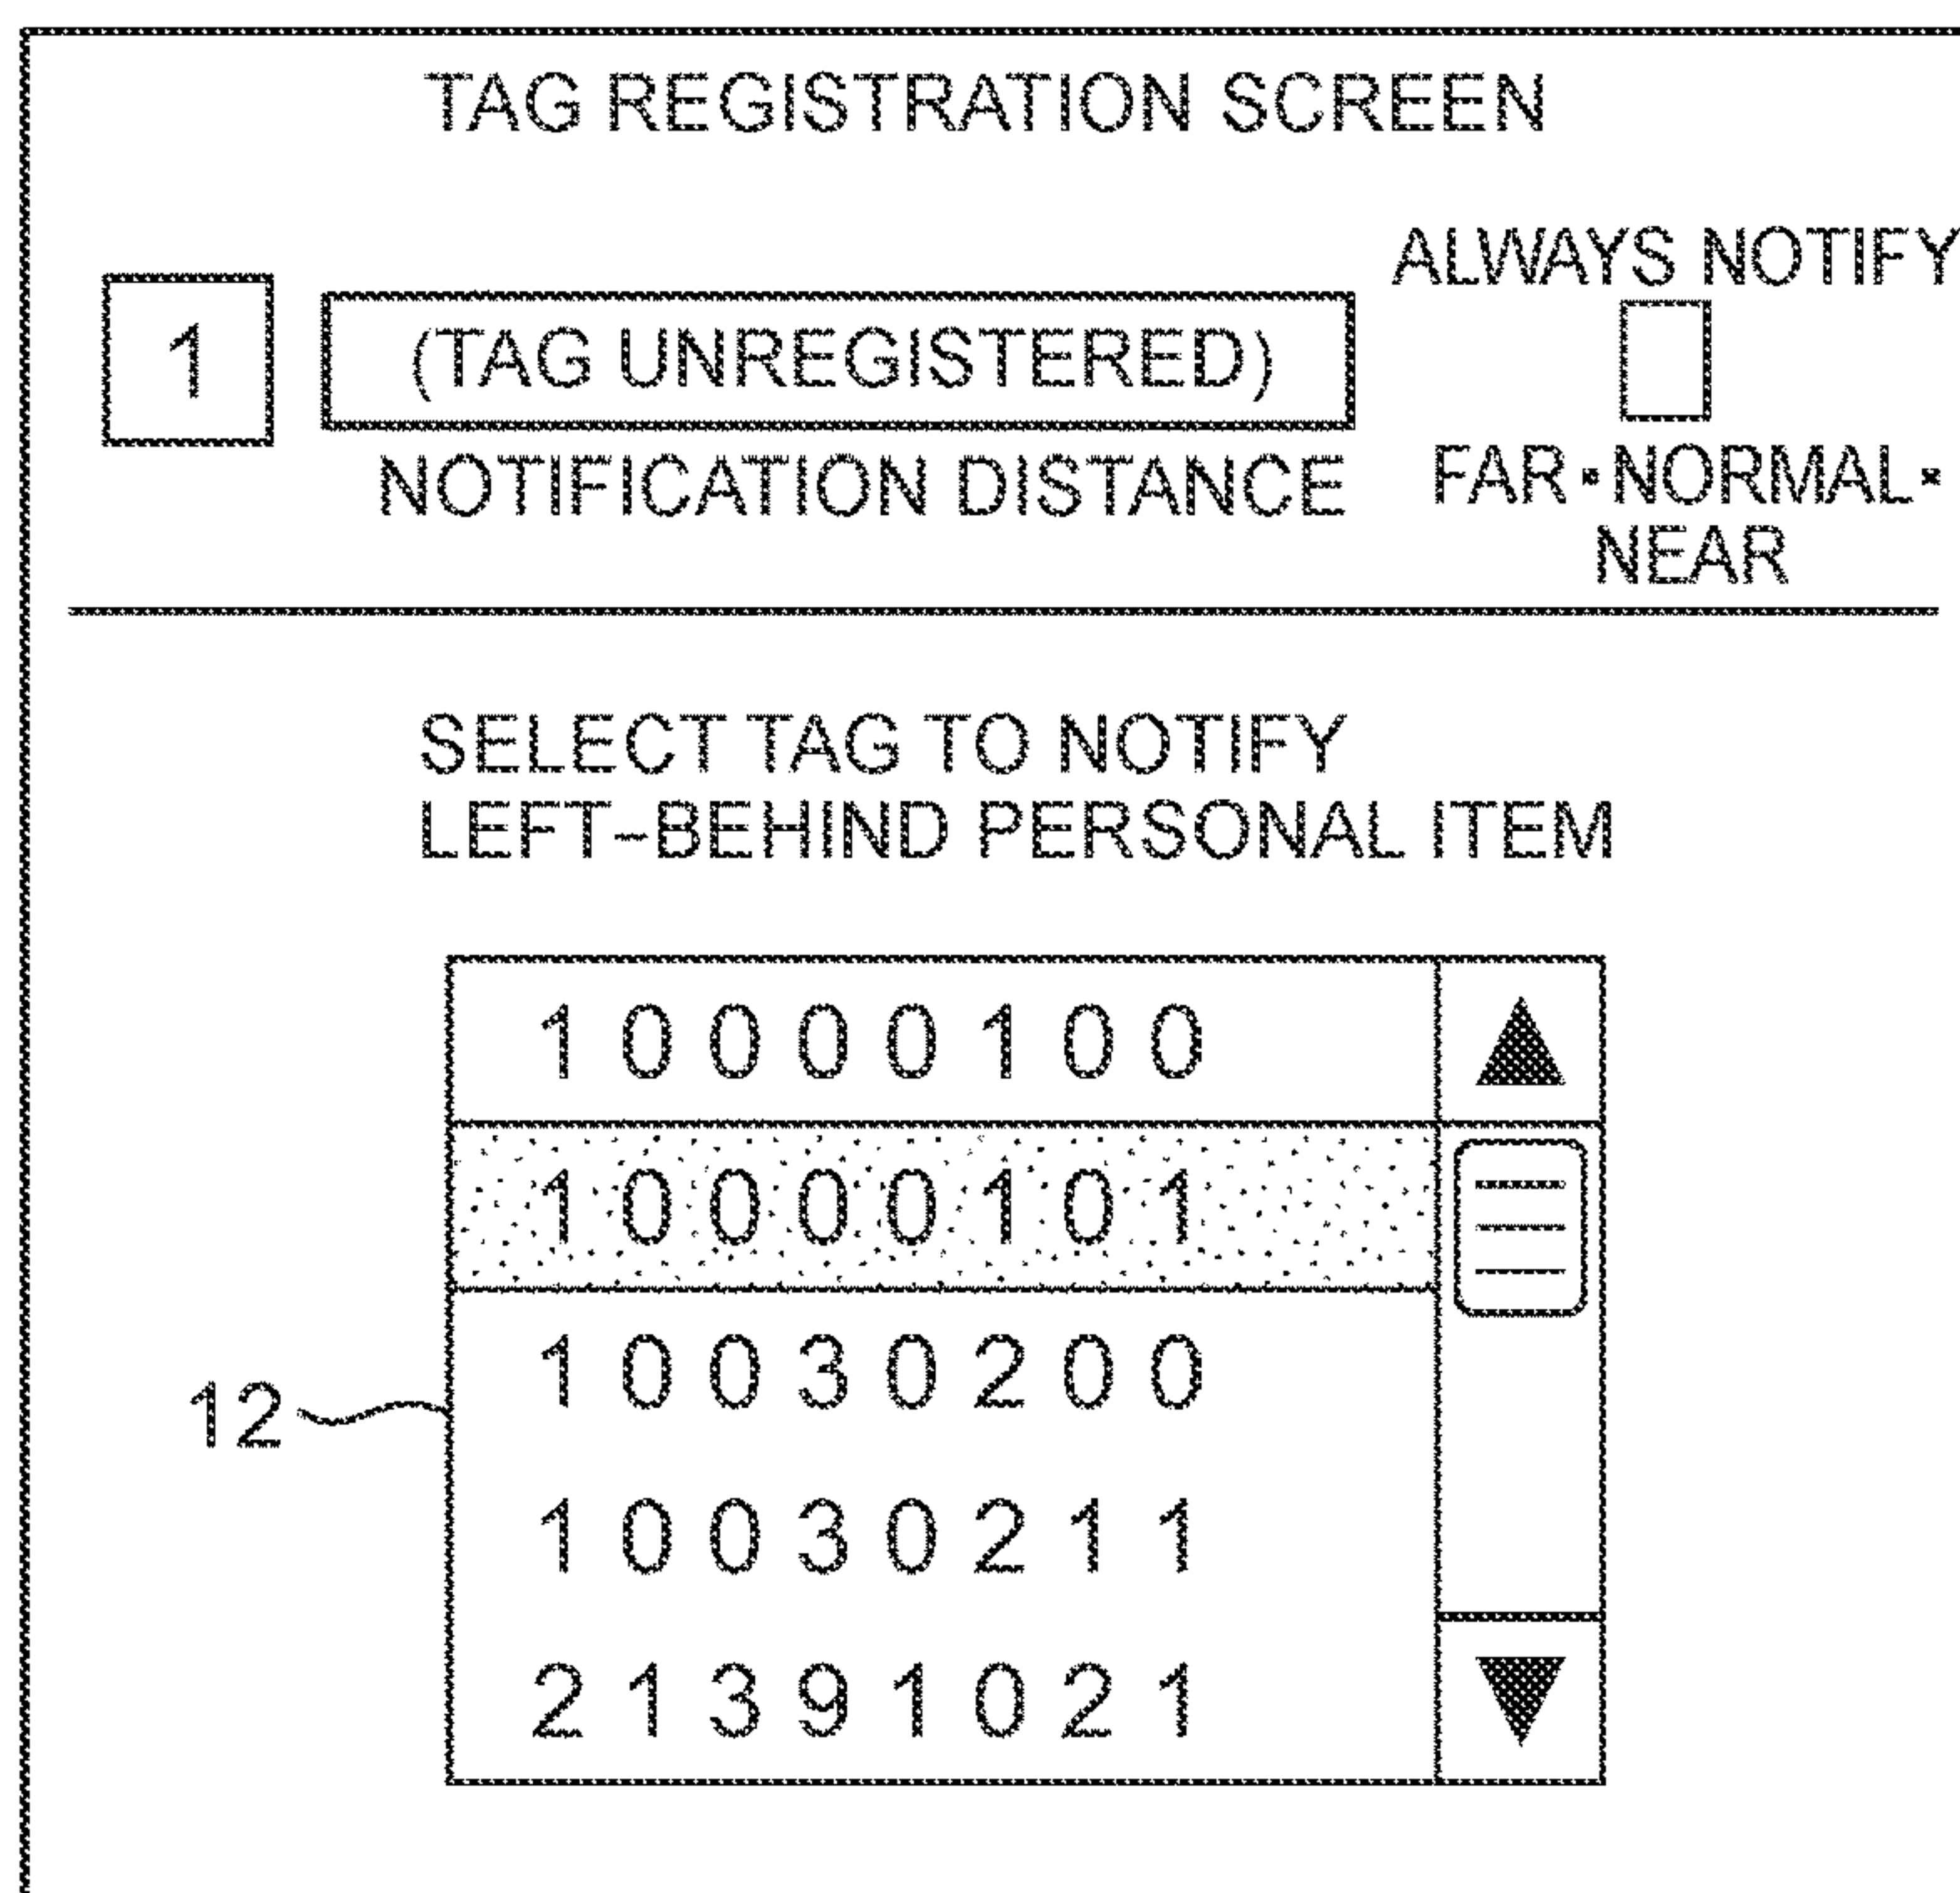 TAG REGISTRATION SCREEN
ALWAYS NOTIFY
1
(TAG UNREGISTERED)
NOTIFICATION DISTANCE
FAR・NORMAL・
NEAR
SELECT TAG TO NOTIFY
LEFT-BEHIND PERSONAL ITEM
10000100
10000101
10030200
12
10030211
21391021